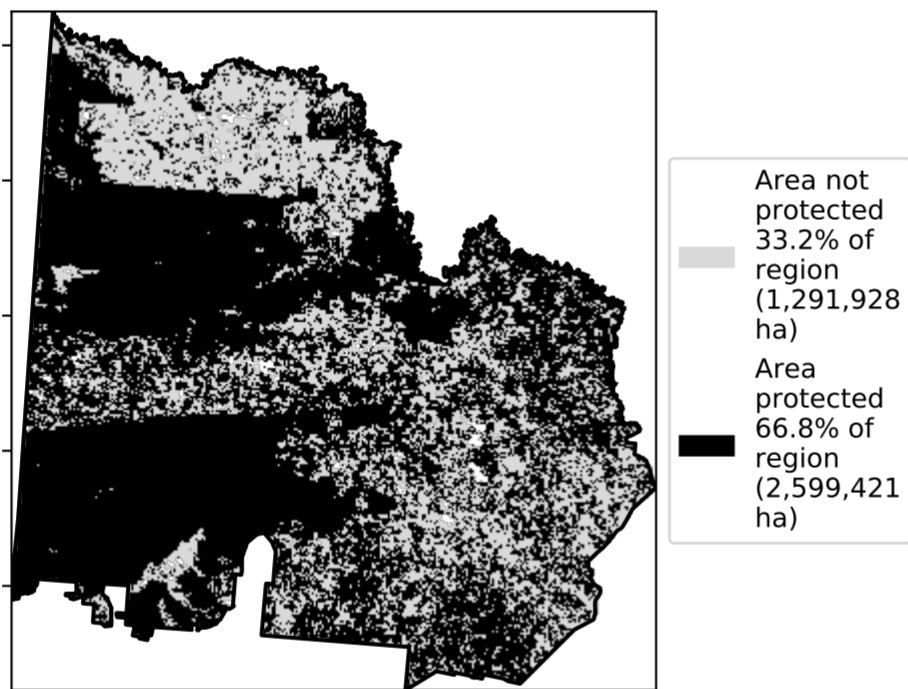 Area not
protected
33.2% of
region
(1,291,928
ha)
Area
protected
66.8% of
region
(2,599,421
ha)